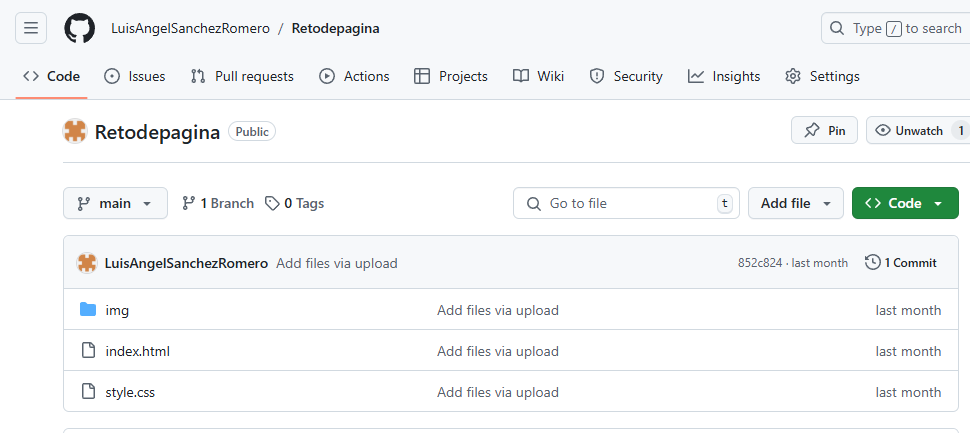 LuisAngelSanchezRomero / Retodepagina
Type / to search
Code Issues Pull requests Actions Projects Wiki Security Insights Settings
Retodepagina Public
Pin Unwatch 1
main 1 Branch 0 Tags
Go to file t Add file Code
LuisAngelSanchezRomero Add files via upload 852c824 · last month 1 Commit
img Add files via upload last month
index.html Add files via upload last month
style.css Add files via upload last month